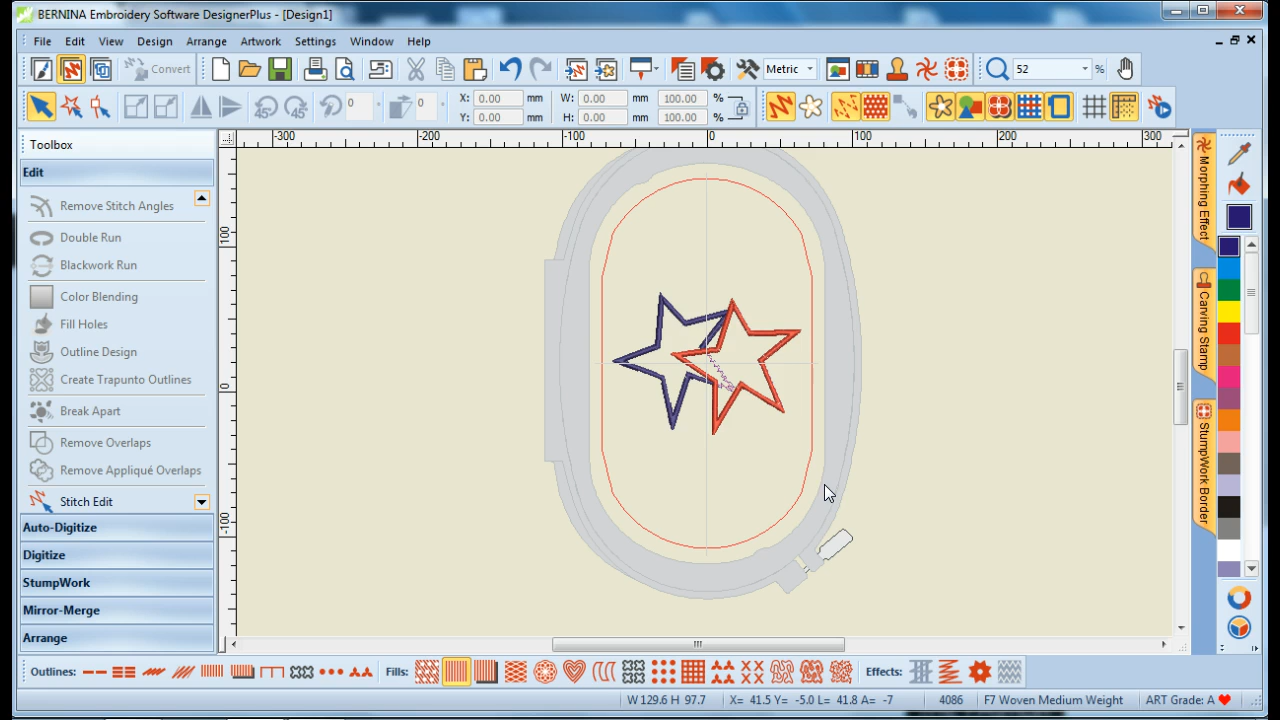 BERNINA Embroidery Software DesignerPlus - [Design1]
File Edit View Design Arrange Artwork Settings Window Help
Convert Metric 52 %
0 0 X: 0.00 mm W: 0.00 mm 100.00 %
Y: 0.00 mm H: 0.00 mm 100.00 %
-300 -200 -100 0 100 200 300
100
0
-100
Toolbox
Edit
Remove Stitch Angles
Double Run
Blackwork Run
Color Blending
Fill Holes
Outline Design
Create Trapunto Outlines
Break Apart
Remove Overlaps
Remove Appliqué Overlaps
Stitch Edit
Auto-Digitize
Digitize
StumpWork
Mirror-Merge
Arrange
Morphing Effect
Carving Stamp
StumpWork Border
Outlines: Fills: Effects:
W 129.6 H 97.7 X= 41.5 Y= -5.0 L= 41.8 A= -7 4086 F7 Woven Medium Weight ART Grade: A